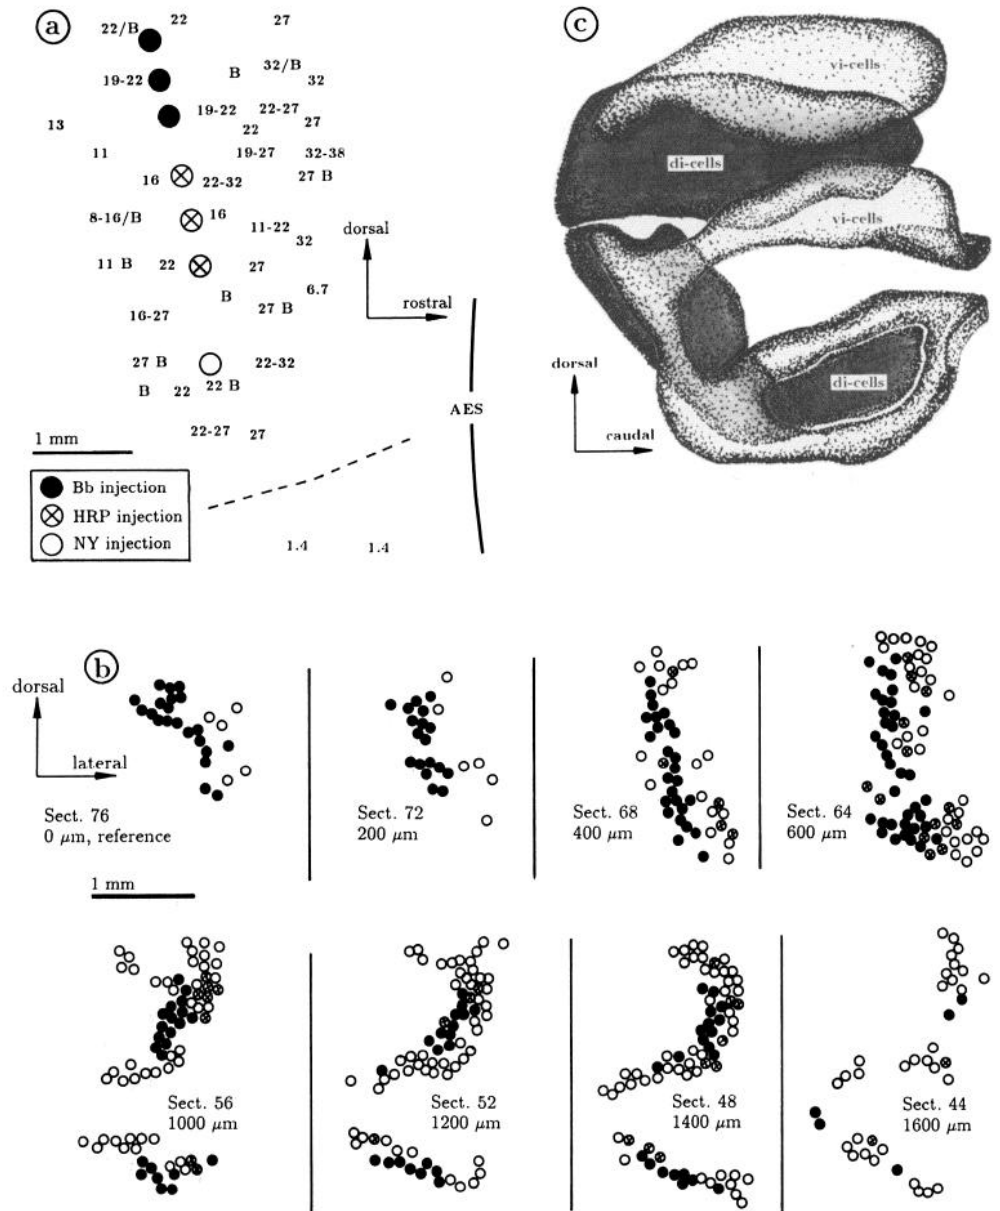 a
22/B
22
27
19-22
B
32/B
32
13
19-22
22-27
22
27
11
19-27
32-38
16
22-32
27 B
8-16/B
16
11-22
32
dorsal
11 B
22
27
B
6.7
rostral
16-27
27 B
27 B
22-32
B
22
22 B
AES
22-27
27
1 mm
Bb injection
HRP injection
NY injection
1.4
1.4
c
vi-cells
di-cells
vi-cells
di-cells
dorsal
caudal
b
dorsal
lateral
Sect. 76
0 µm, reference
Sect. 72
200 µm
Sect. 68
400 µm
Sect. 64
600 µm
1 mm
Sect. 56
1000 µm
Sect. 52
1200 µm
Sect. 48
1400 µm
Sect. 44
1600 µm